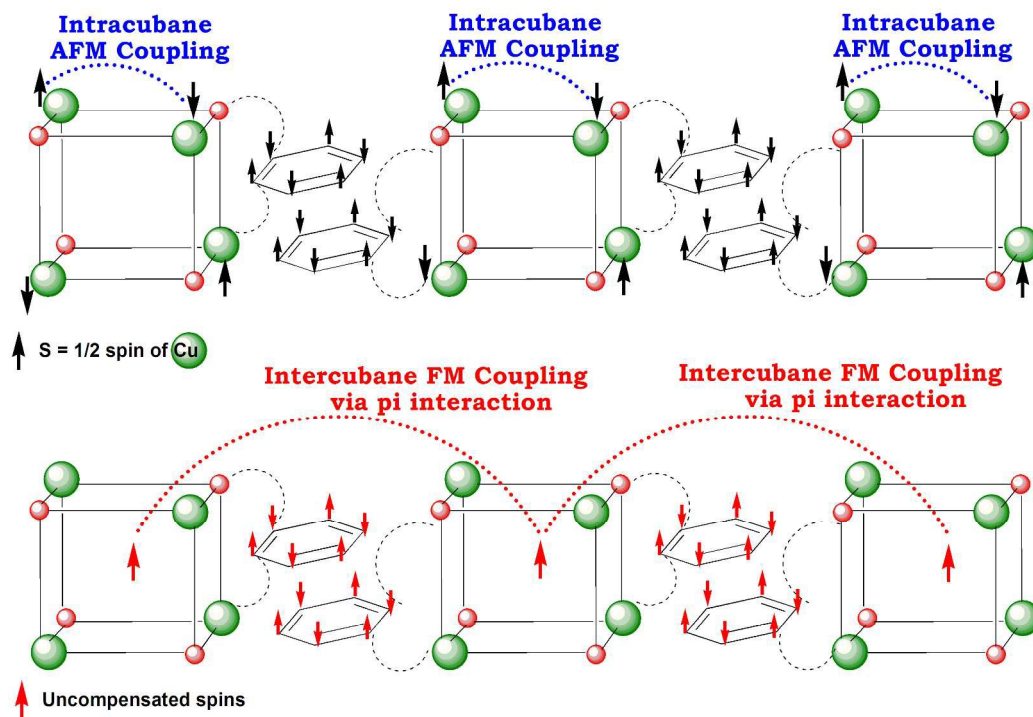 Intracubane
AFM Coupling
Intracubane
AFM Coupling
Intracubane
AFM Coupling
S = 1/2 spin of Cu
Intercubane FM Coupling
via pi interaction
Intercubane FM Coupling
via pi interaction
Uncompensated spins